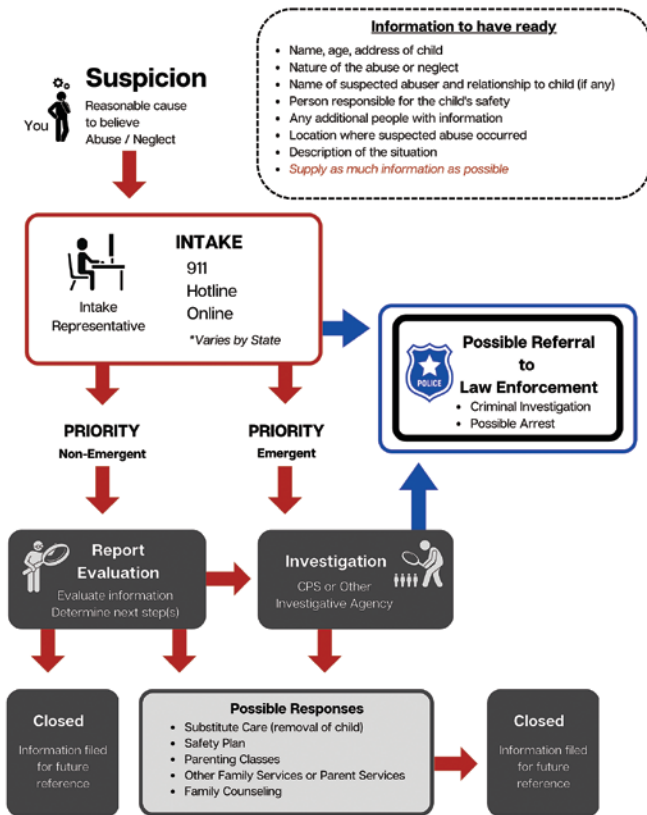 Information to have ready
• Name, age, address of child
• Nature of the abuse or neglect
• Name of suspected abuser and relationship to child (if any)
• Person responsible for the child's safety
• Any additional people with information
• Location where suspected abuse occurred
• Description of the situation
• Supply as much information as possible
Suspicion
You
Reasonable cause
to believe
Abuse / Neglect
INTAKE
911
Hotline
Online
*Varies by State
Intake
Representative
Possible Referral
to
Law Enforcement
• Criminal Investigation
• Possible Arrest
POLICE
PRIORITY
Non-Emergent
PRIORITY
Emergent
Report
Evaluation
Evaluate information
Determine next step(s)
Investigation
CPS or Other
Investigative Agency
Closed
Information filed
for future
reference
Possible Responses
• Substitute Care (removal of child)
• Safety Plan
• Parenting Classes
• Other Family Services or Parent Services
• Family Counseling
Closed
Information filed
for future
reference